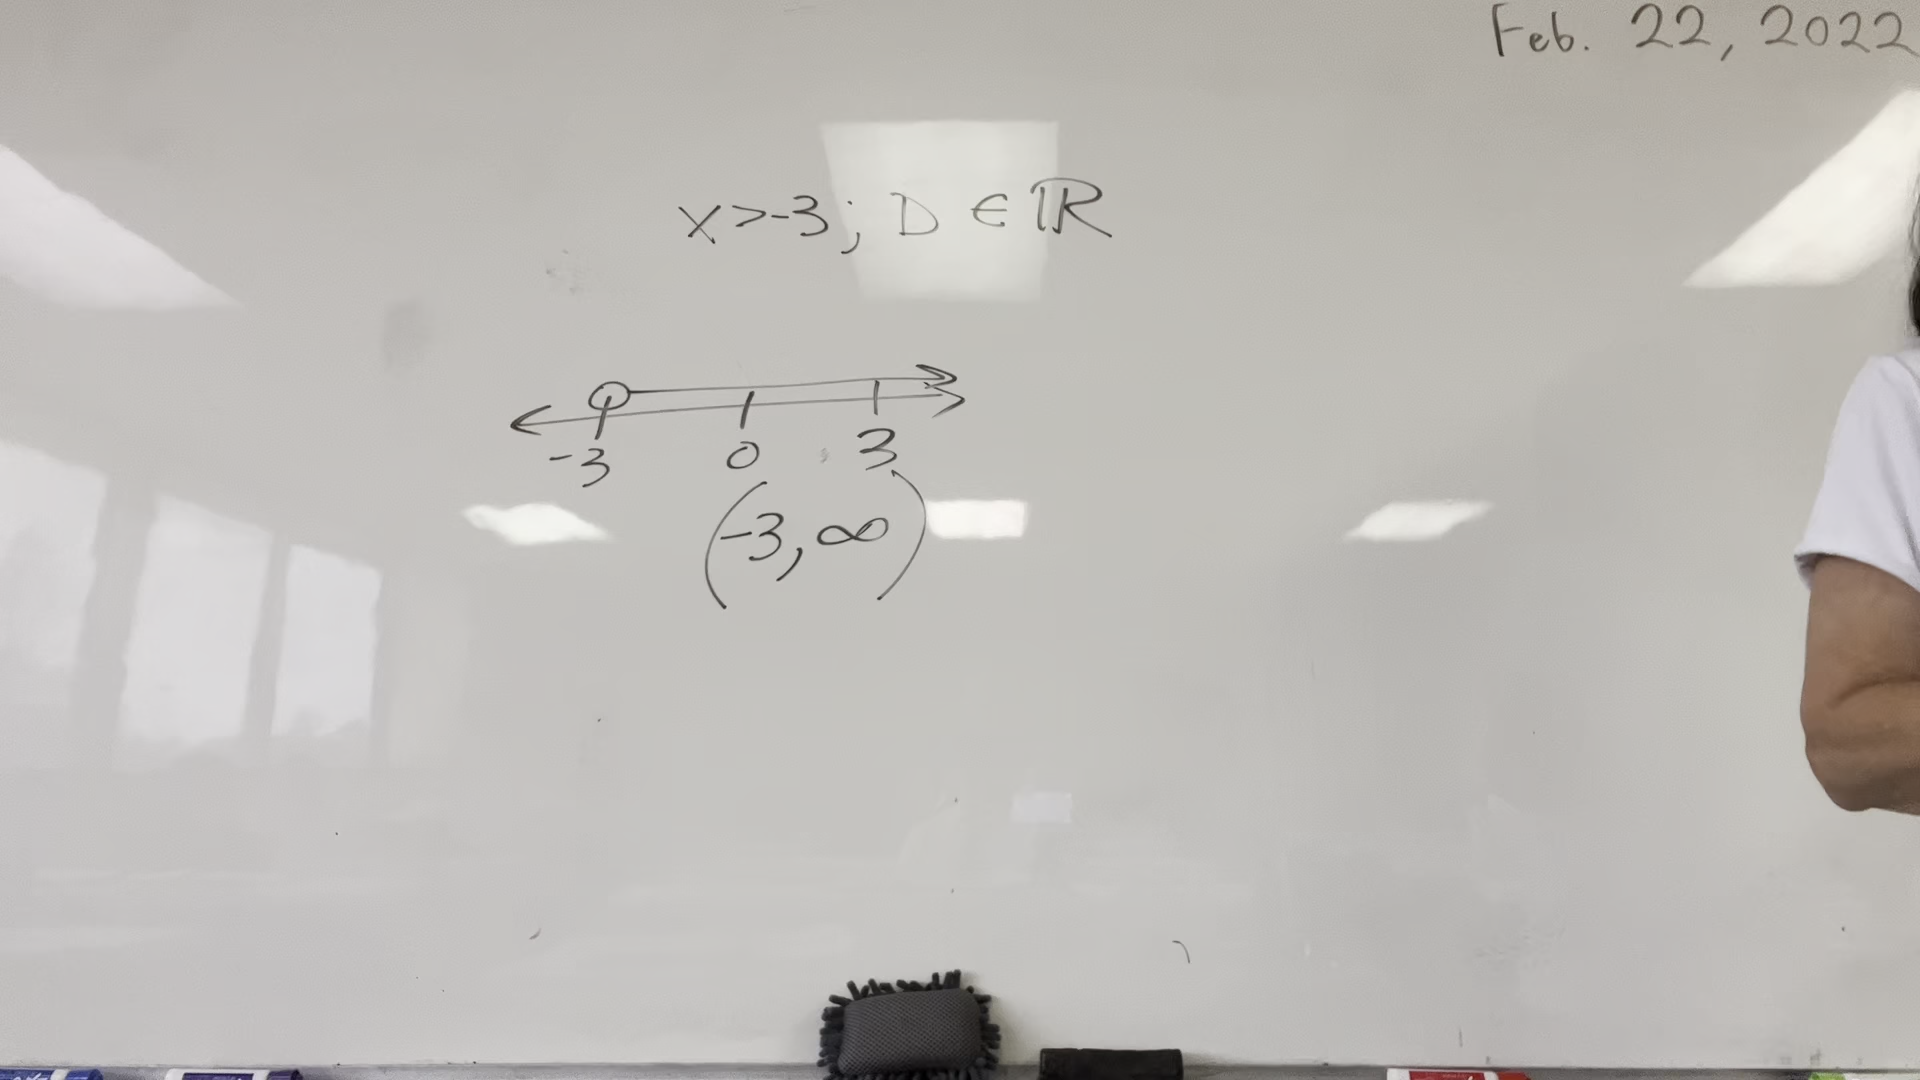 Feb. 22, 2022
x>-3; D ∈ ℝ
-3 0 3
(-3, ∞)